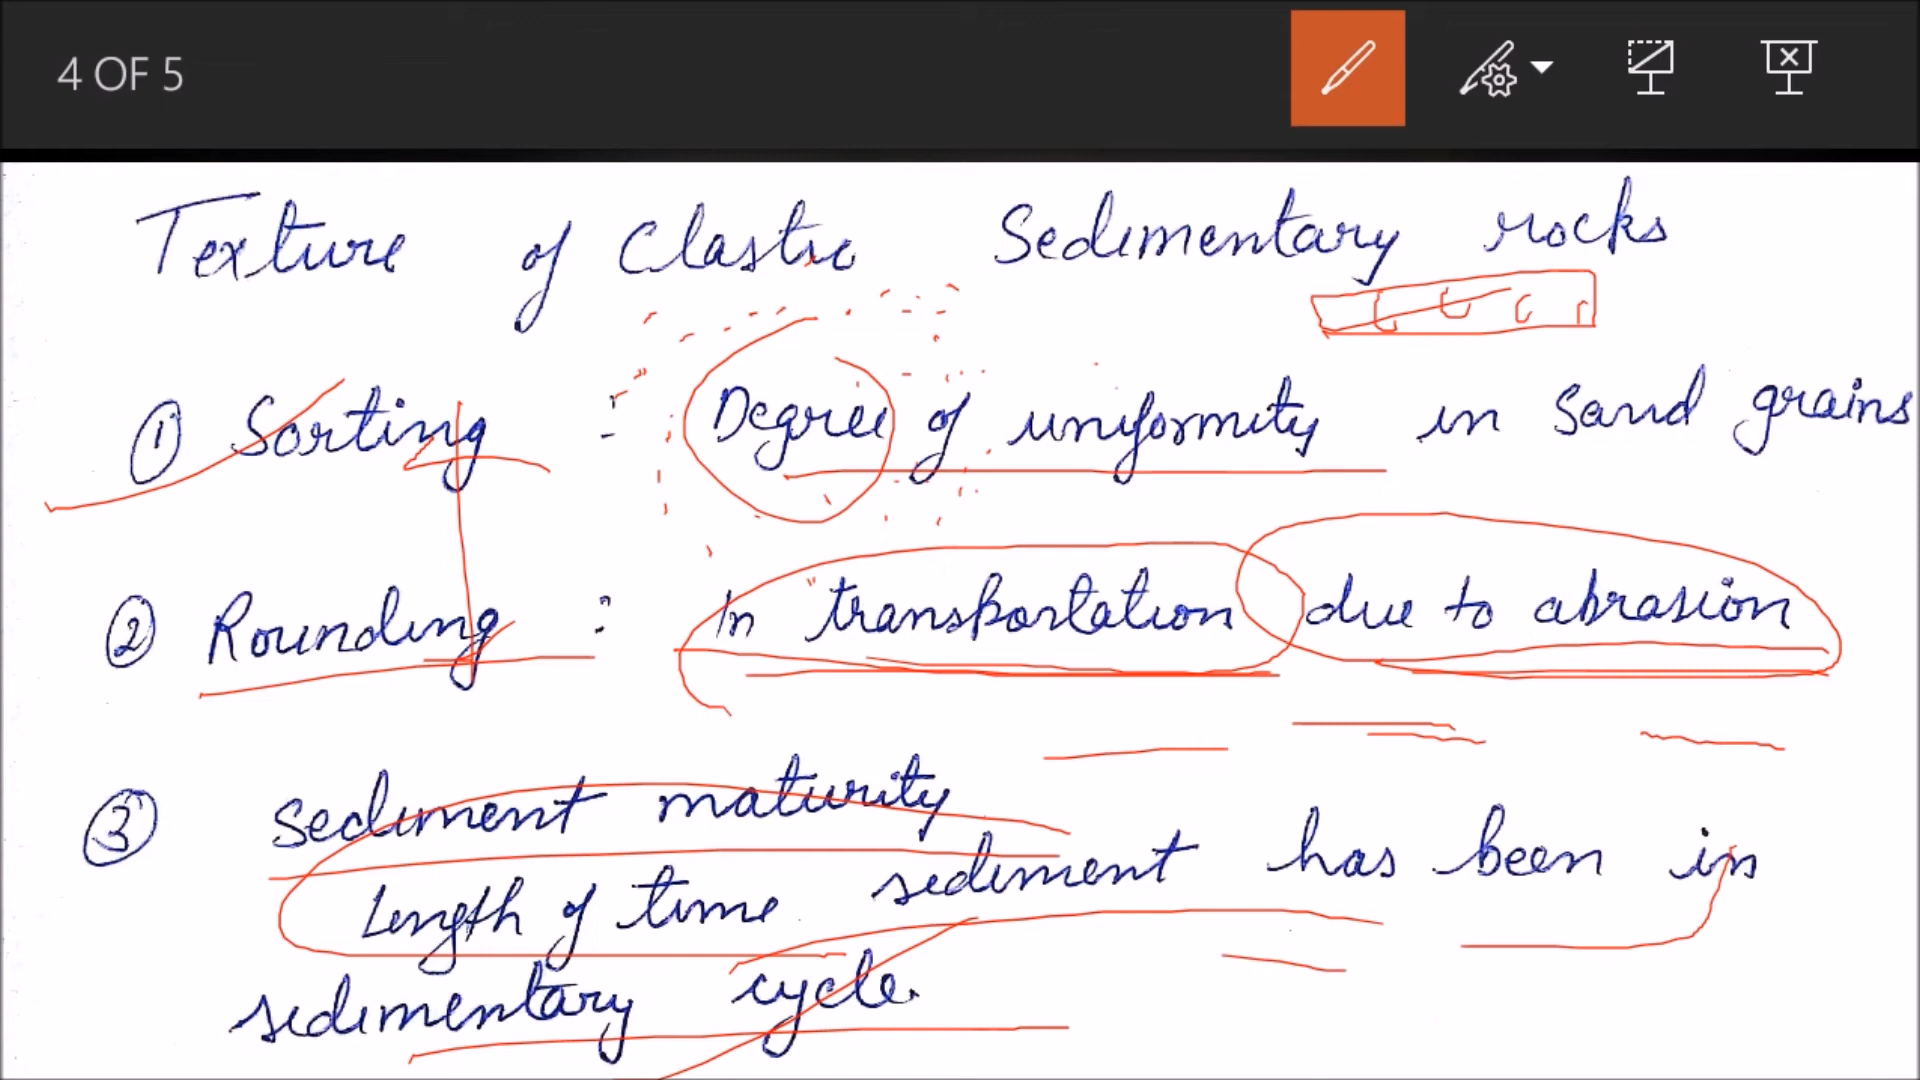 4 OF 5
Texture of Clastic Sedimentary rocks
① Sorting : Degree of uniformity in sand grains
② Rounding : In transportation due to abrasion
③ Sediment maturity
Length of time sediment has been in
sedimentary cycle.